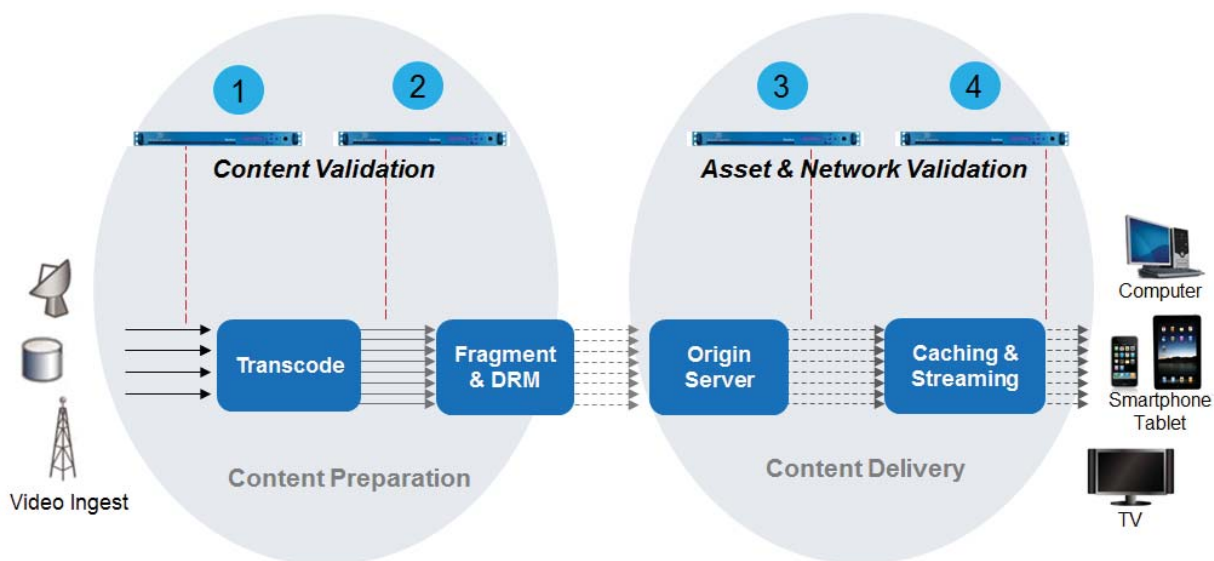 1
2
3
4
Content Validation
Asset & Network Validation
Computer
Transcode
Fragment
& DRM
Origin
Server
Caching &
Streaming
Smartphone
Tablet
Content Preparation
Content Delivery
Video Ingest
TV